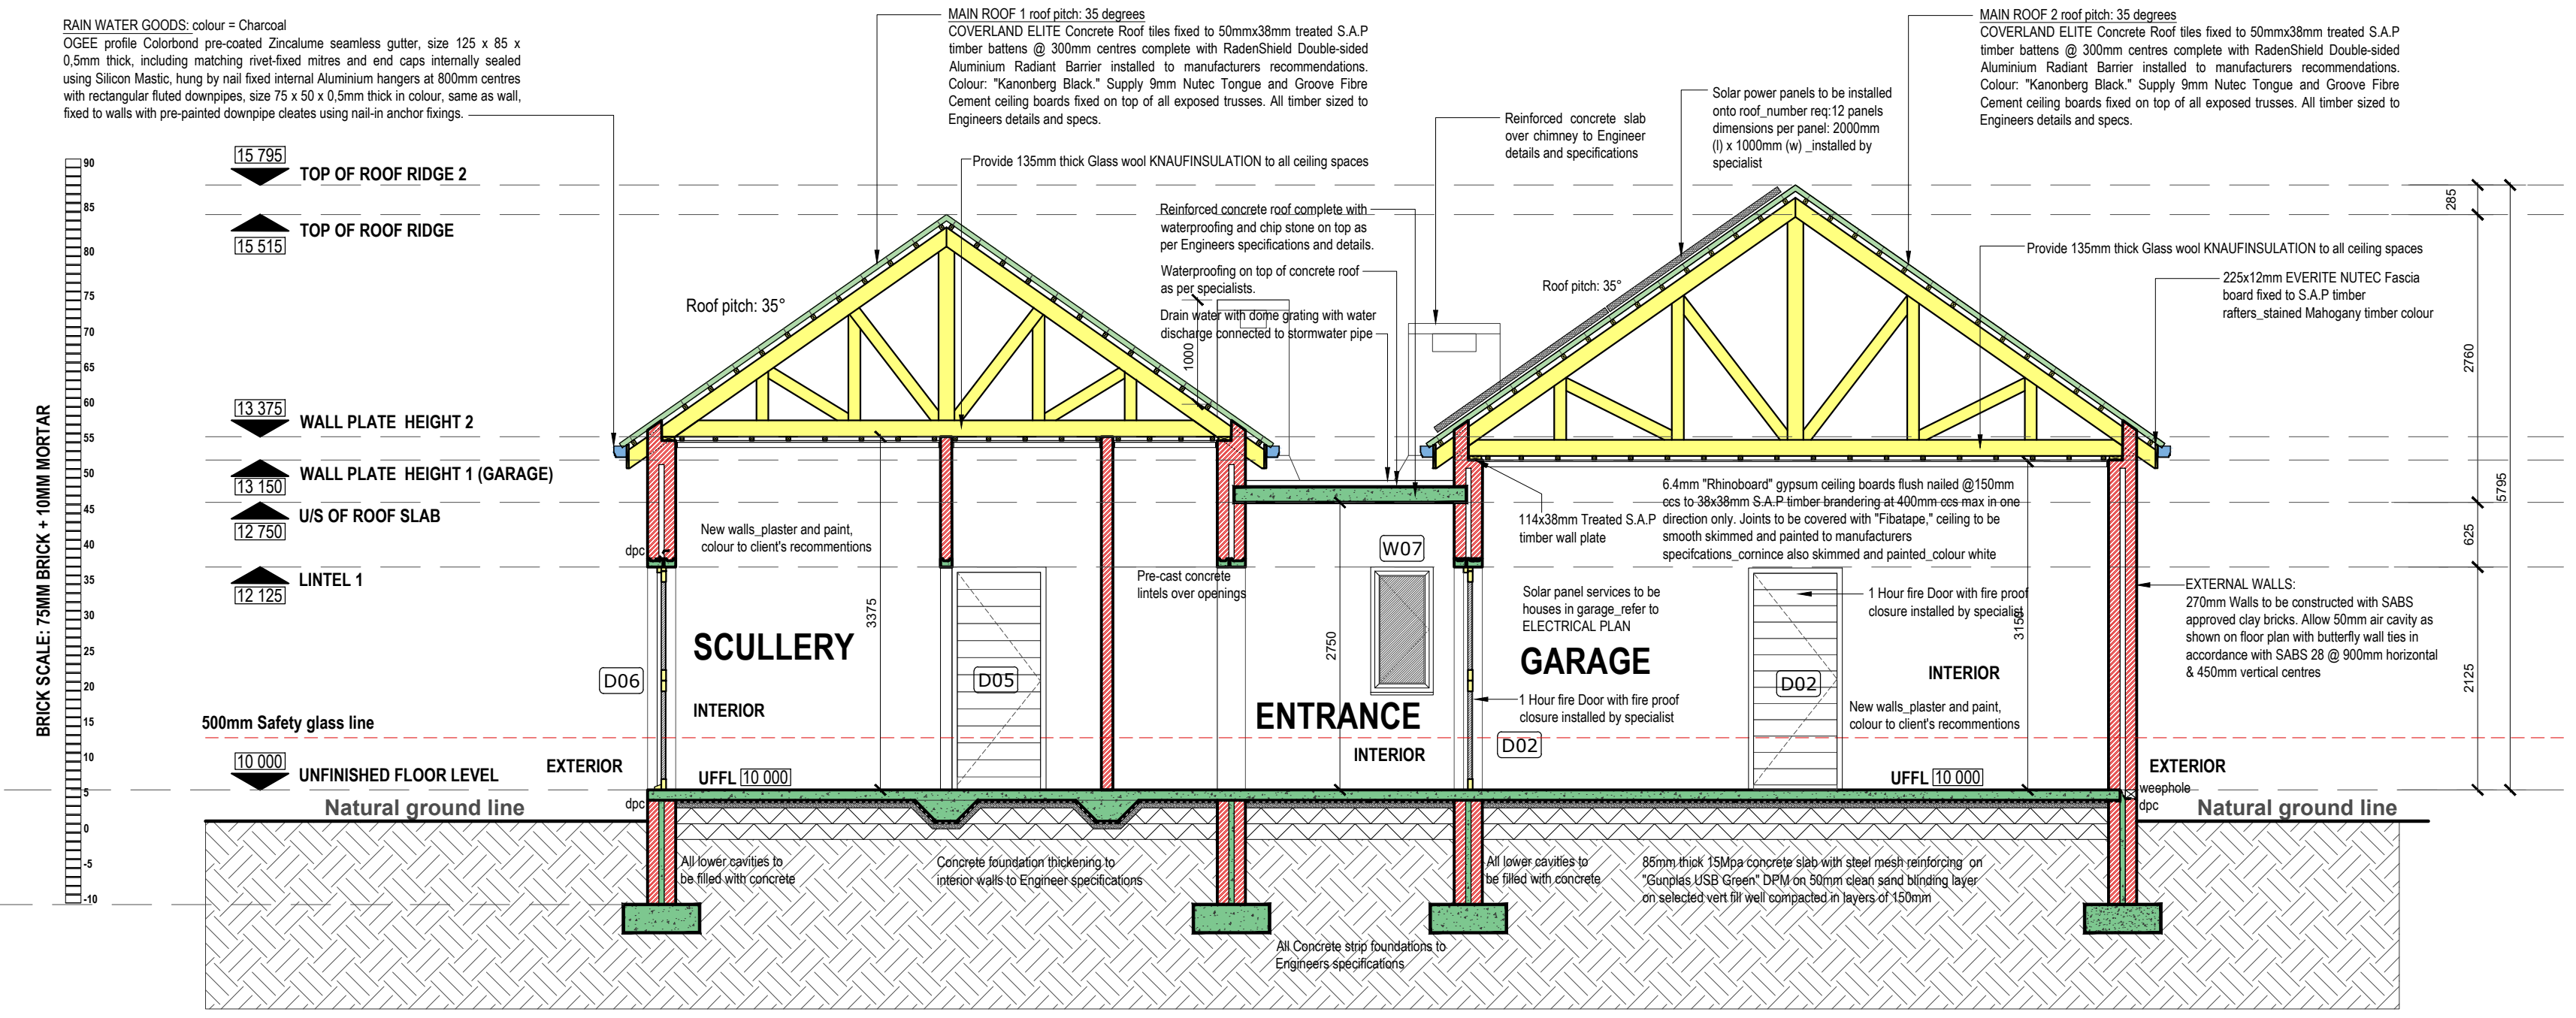 RAIN WATER GOODS: colour = Charcoal
OGEE profile Colorbond pre-coated Zincalume seamless gutter, size 125 x 85 x
0,5mm thick, including matching rivet-fixed mitres and end caps internally sealed
using Silicon Mastic, hung by nail fixed internal Aluminium hangers at 800mm centres
with rectangular fluted downpipes, size 75 x 50 x 0,5mm thick in colour, same as wall,
fixed to walls with pre-painted downpipe cleates using nail-in anchor fixings.
MAIN ROOF 1 roof pitch: 35 degrees
COVERLAND ELITE Concrete Roof tiles fixed to 50mmx38mm treated S.A.P
timber battens @ 300mm centres complete with RadenShield Double-sided
Aluminium Radiant Barrier installed to manufacturers recommendations.
Colour: "Kanonberg Black." Supply 9mm Nutec Tongue and Groove Fibre
Cement ceiling boards fixed on top of all exposed trusses. All timber sized to
Engineers details and specs.
MAIN ROOF 2 roof pitch: 35 degrees
COVERLAND ELITE Concrete Roof tiles fixed to 50mmx38mm treated S.A.P
timber battens @ 300mm centres complete with RadenShield Double-sided
Aluminium Radiant Barrier installed to manufacturers recommendations.
Colour: "Kanonberg Black." Supply 9mm Nutec Tongue and Groove Fibre
Cement ceiling boards fixed on top of all exposed trusses. All timber sized to
Engineers details and specs.
Solar power panels to be installed
onto roof_number req:12 panels
dimensions per panel: 2000mm
(l) x 1000mm (w) _installed by
specialist
Reinforced concrete slab
over chimney to Engineer
details and specifications
Provide 135mm thick Glass wool KNAUFINSULATION to all ceiling spaces
Reinforced concrete roof complete with
waterproofing and chip stone on top as
per Engineers specifications and details.
Waterproofing on top of concrete roof
as per specialists.
Drain water with dome grating with water
discharge connected to stormwater pipe
Provide 135mm thick Glass wool KNAUFINSULATION to all ceiling spaces
225x12mm EVERITE NUTEC Fascia
board fixed to S.A.P timber
rafters_stained Mahogany timber colour
15 795
TOP OF ROOF RIDGE 2
TOP OF ROOF RIDGE
15 515
13 375
WALL PLATE HEIGHT 2
WALL PLATE HEIGHT 1 (GARAGE)
13 150
U/S OF ROOF SLAB
12 750
LINTEL 1
12 125
500mm Safety glass line
10 000
UNFINISHED FLOOR LEVEL
Natural ground line
BRICK SCALE: 75MM BRICK + 10MM MORTAR
90
85
80
75
70
65
60
55
50
45
40
35
30
25
20
15
10
5
0
-5
-10
Roof pitch: 35°
Roof pitch: 35°
1000
New walls_plaster and paint,
colour to client's recommentions
dpc
SCULLERY
D06
D05
INTERIOR
EXTERIOR
UFFL 10 000
dpc
3375
Pre-cast concrete
lintels over openings
2750
W07
ENTRANCE
INTERIOR
114x38mm Treated S.A.P
timber wall plate
6.4mm "Rhinoboard" gypsum ceiling boards flush nailed @150mm
ccs to 38x38mm S.A.P timber brandering at 400mm ccs max in one
direction only. Joints to be covered with "Fibatape," ceiling to be
smooth skimmed and painted to manufacturers
specifcations_cornince also skimmed and painted_colour white
Solar panel services to be
houses in garage_refer to
ELECTRICAL PLAN
GARAGE
1 Hour fire Door with fire proof
closure installed by specialist
D02
1 Hour fire Door with fire proof
closure installed by specialist
D02
3150
INTERIOR
New walls_plaster and paint,
colour to client's recommentions
UFFL 10 000
EXTERNAL WALLS:
270mm Walls to be constructed with SABS
approved clay bricks. Allow 50mm air cavity as
shown on floor plan with butterfly wall ties in
accordance with SABS 28 @ 900mm horizontal
& 450mm vertical centres
EXTERIOR
weephole
dpc
Natural ground line
285
2760
625
2125
5795
All lower cavities to
be filled with concrete
Concrete foundation thickening to
interior walls to Engineer specifications
All lower cavities to
be filled with concrete
85mm thick 15Mpa concrete slab with steel mesh reinforcing on
"Gunplas USB Green" DPM on 50mm clean sand blinding layer
on selected vert fill well compacted in layers of 150mm
All Concrete strip foundations to
Engineers specifications